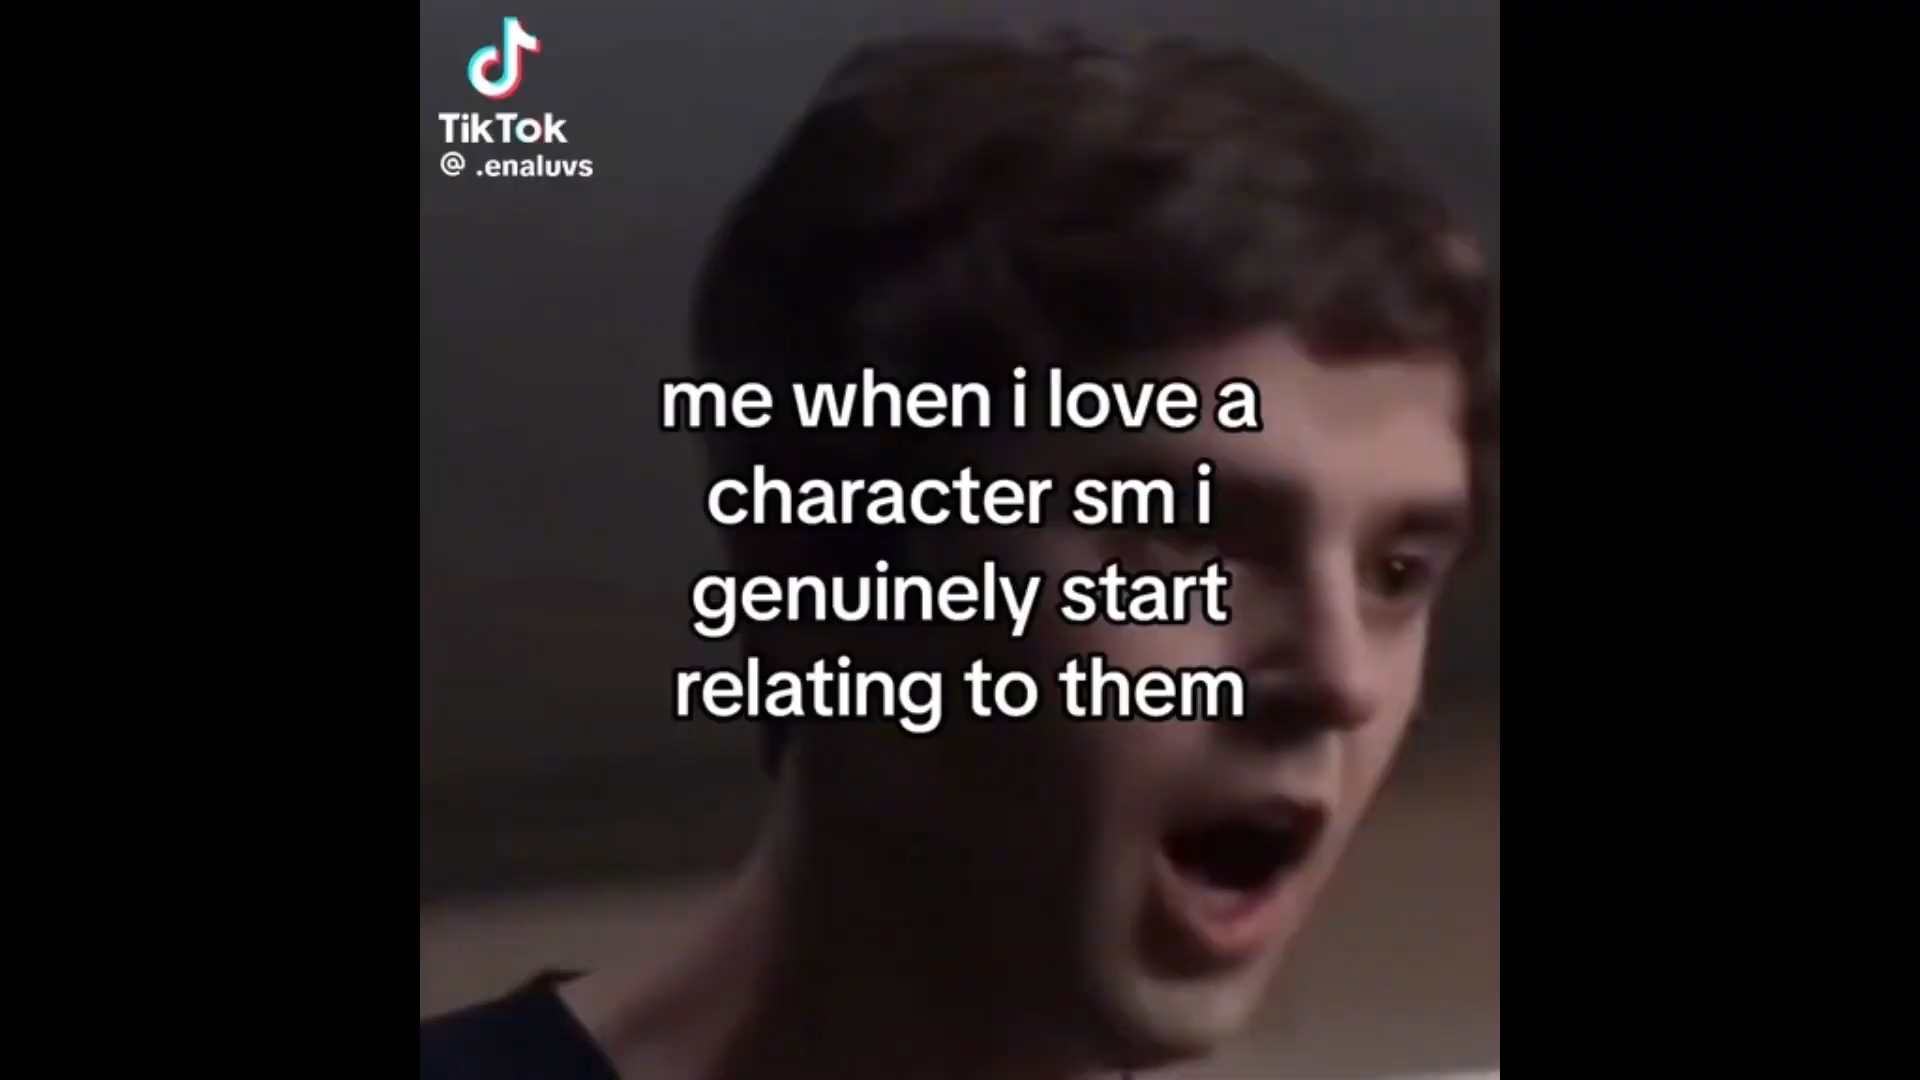 TikTok
@ .enaluvs
me when i love a
character sm i
genuinely start
relating to them